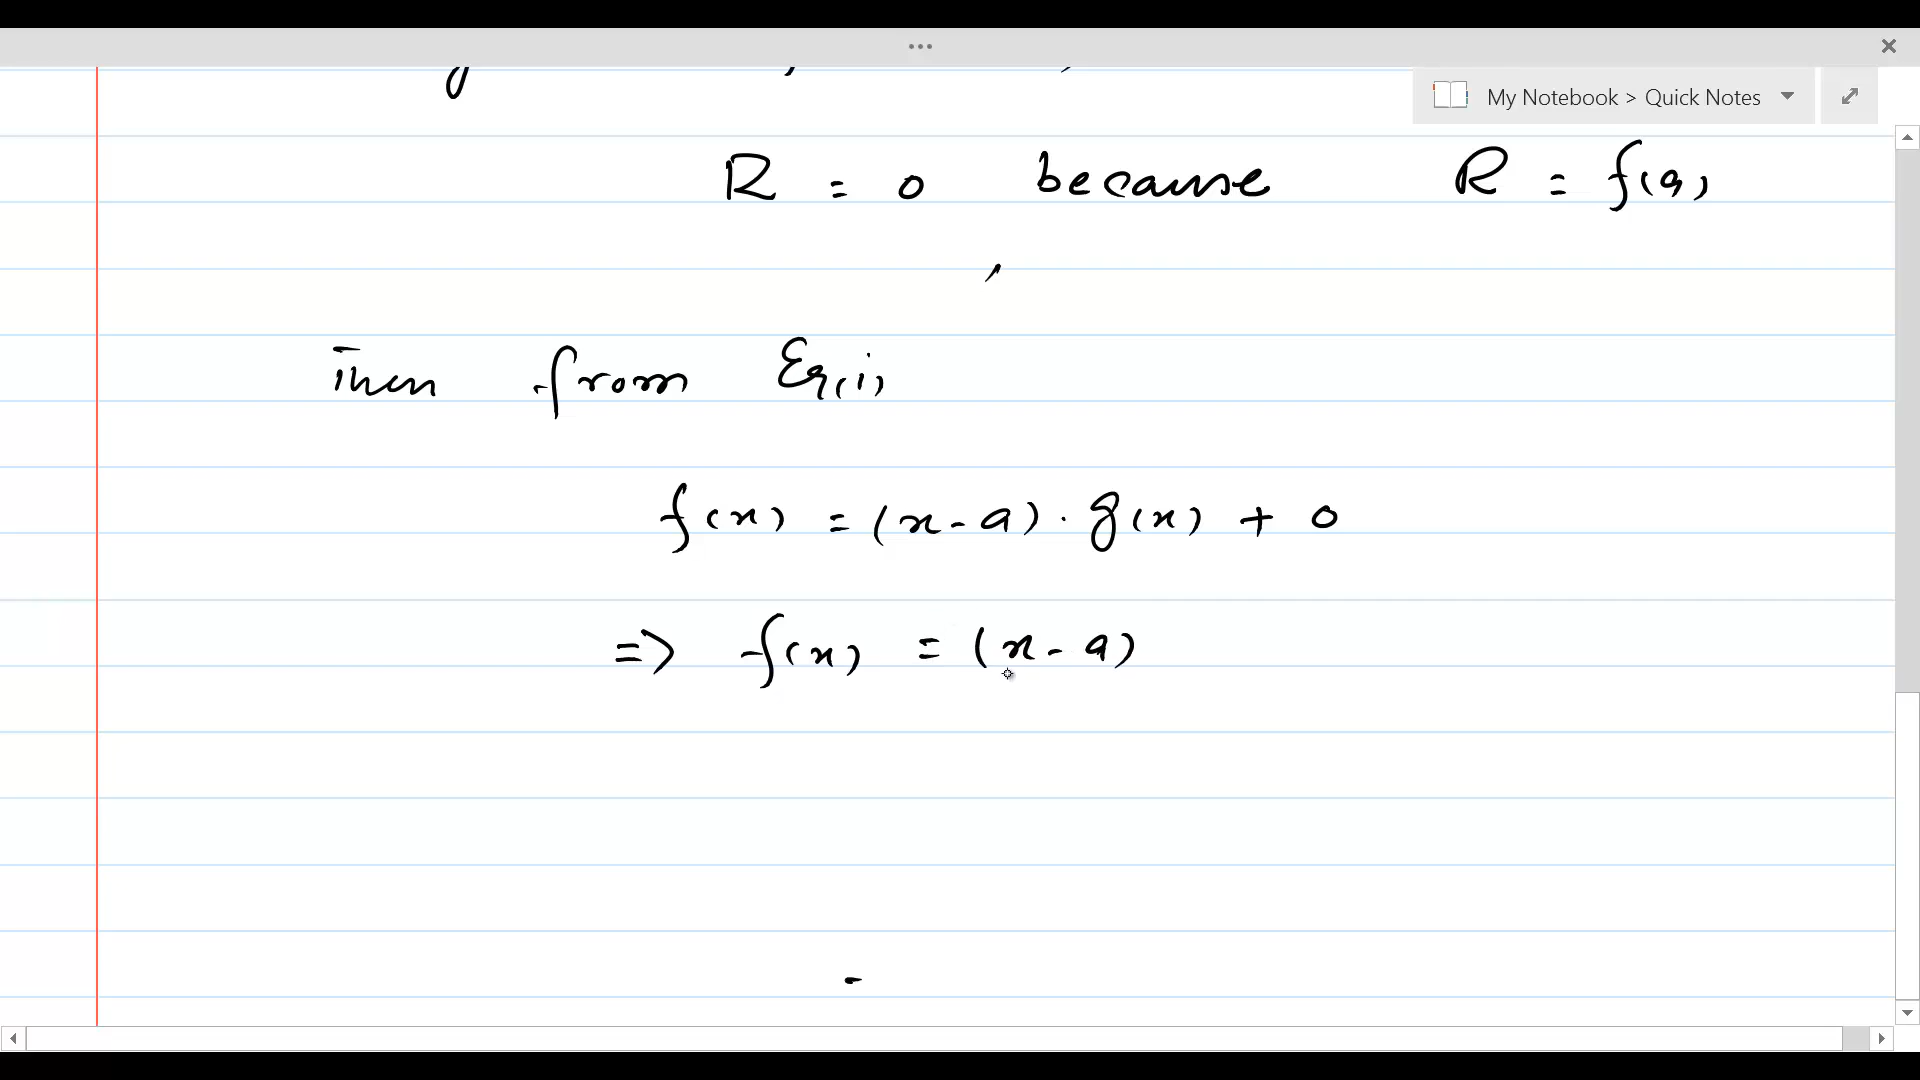 My Notebook > Quick Notes
R = 0 because R = f(a)
,
Then from Eq(i)
f(x) = (x-a) . g(x) + 0
=> f(x) = (x-a)
-